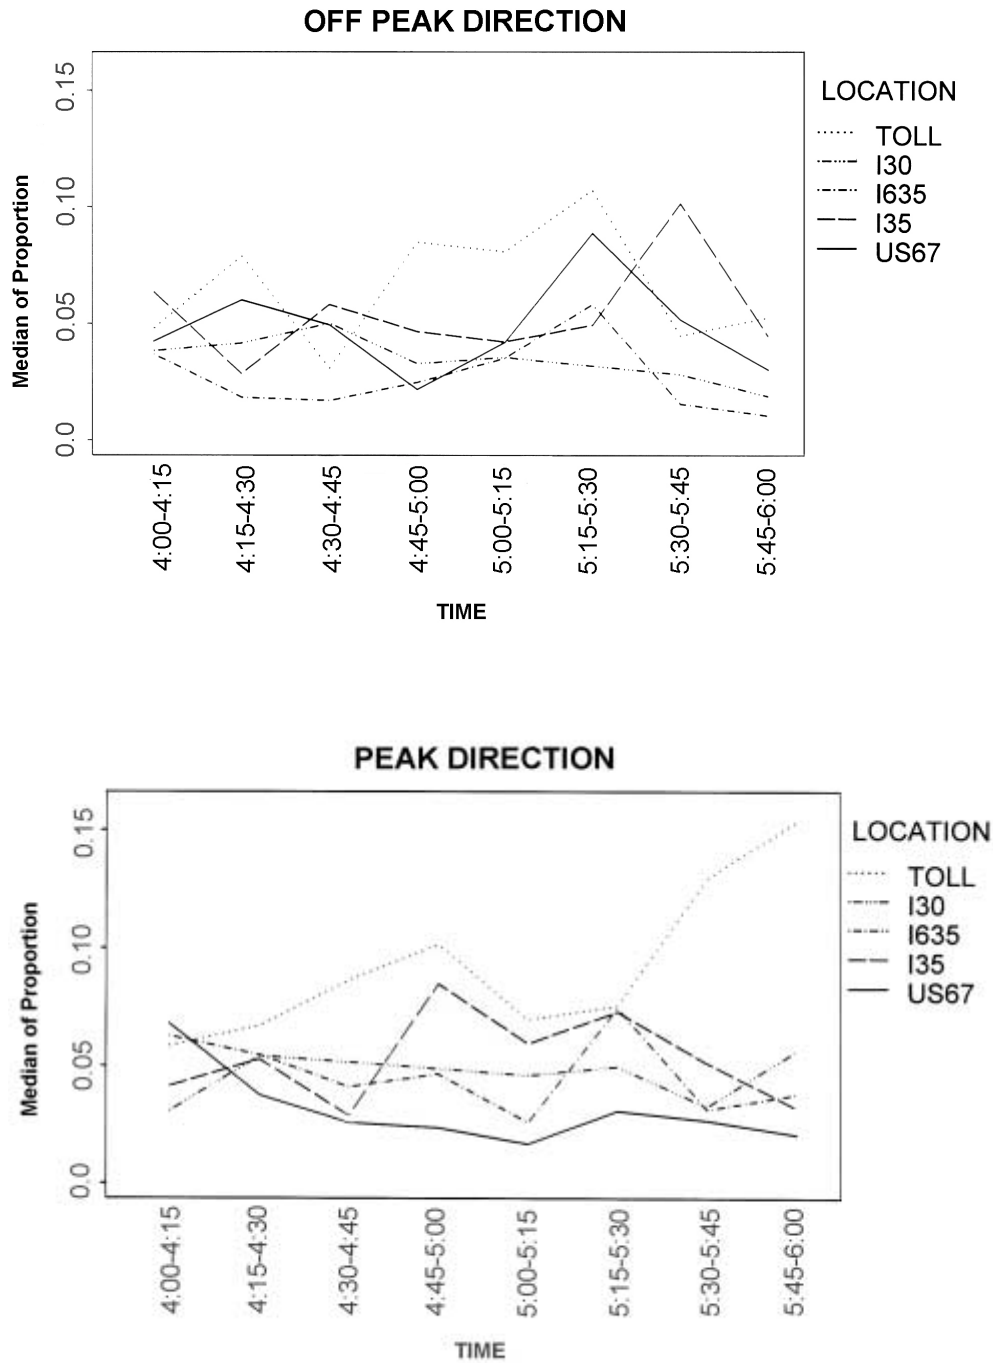 OFF PEAK DIRECTION
0.15
0.10
0.05
0.0
Median of Proportion
LOCATION
TOLL
I30
I635
I35
US67
4:00-4:15
4:15-4:30
4:30-4:45
4:45-5:00
5:00-5:15
5:15-5:30
5:30-5:45
5:45-6:00
TIME
PEAK DIRECTION
0.15
0.10
0.05
0.0
Median of Proportion
LOCATION
TOLL
I30
I635
I35
US67
4:00-4:15
4:15-4:30
4:30-4:45
4:45-5:00
5:00-5:15
5:15-5:30
5:30-5:45
5:45-6:00
TIME